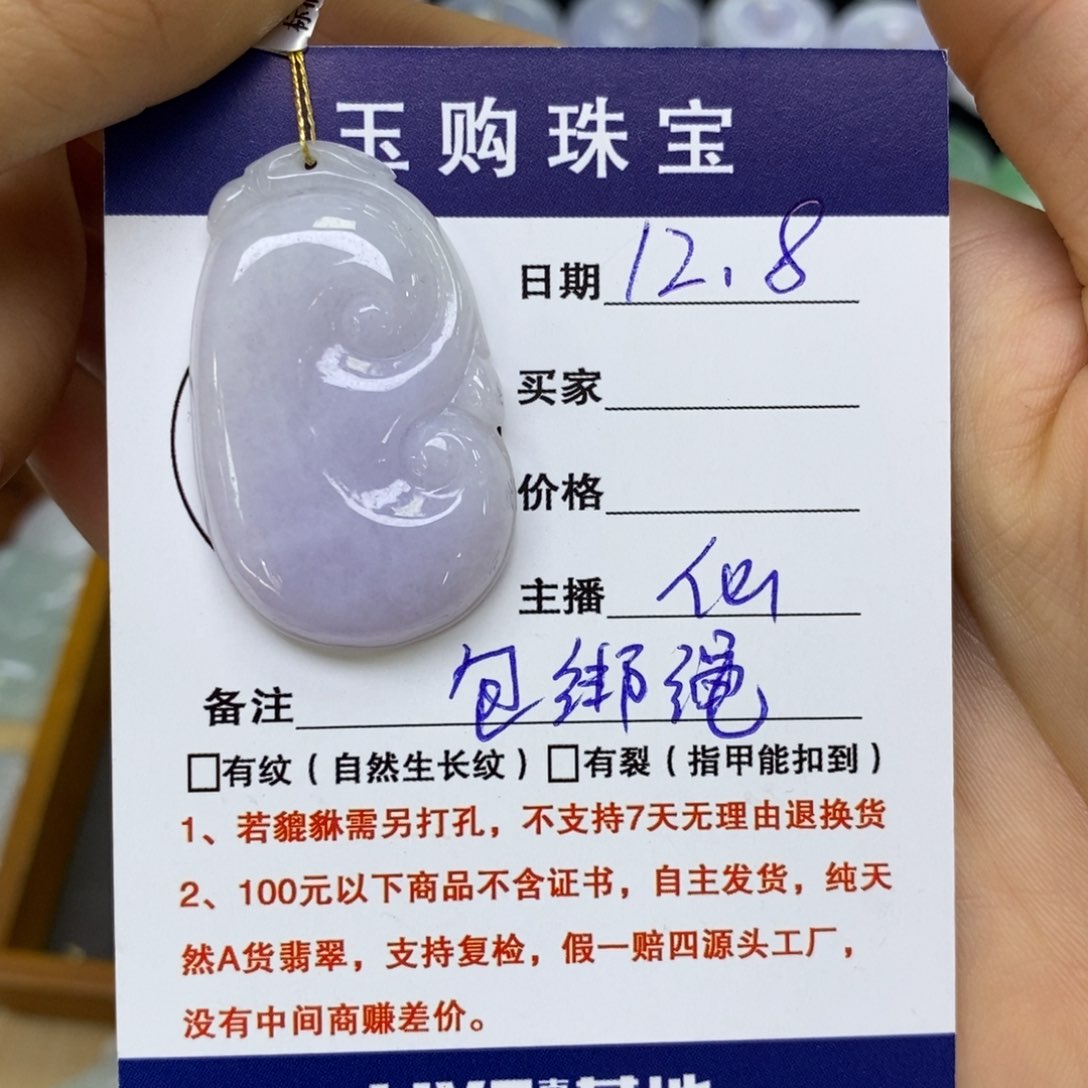 玉购珠宝
日期 12.8
买家
价格
主播 仙
备注 包绑绳
□有纹（自然生长纹）□有裂（指甲能扣到）
1、若貔貅需另打孔，不支持7天无理由退换货
2、100元以下商品不含证书，自主发货，纯天
然A货翡翠，支持复检，假一赔四源头工厂，
没有中间商赚差价。